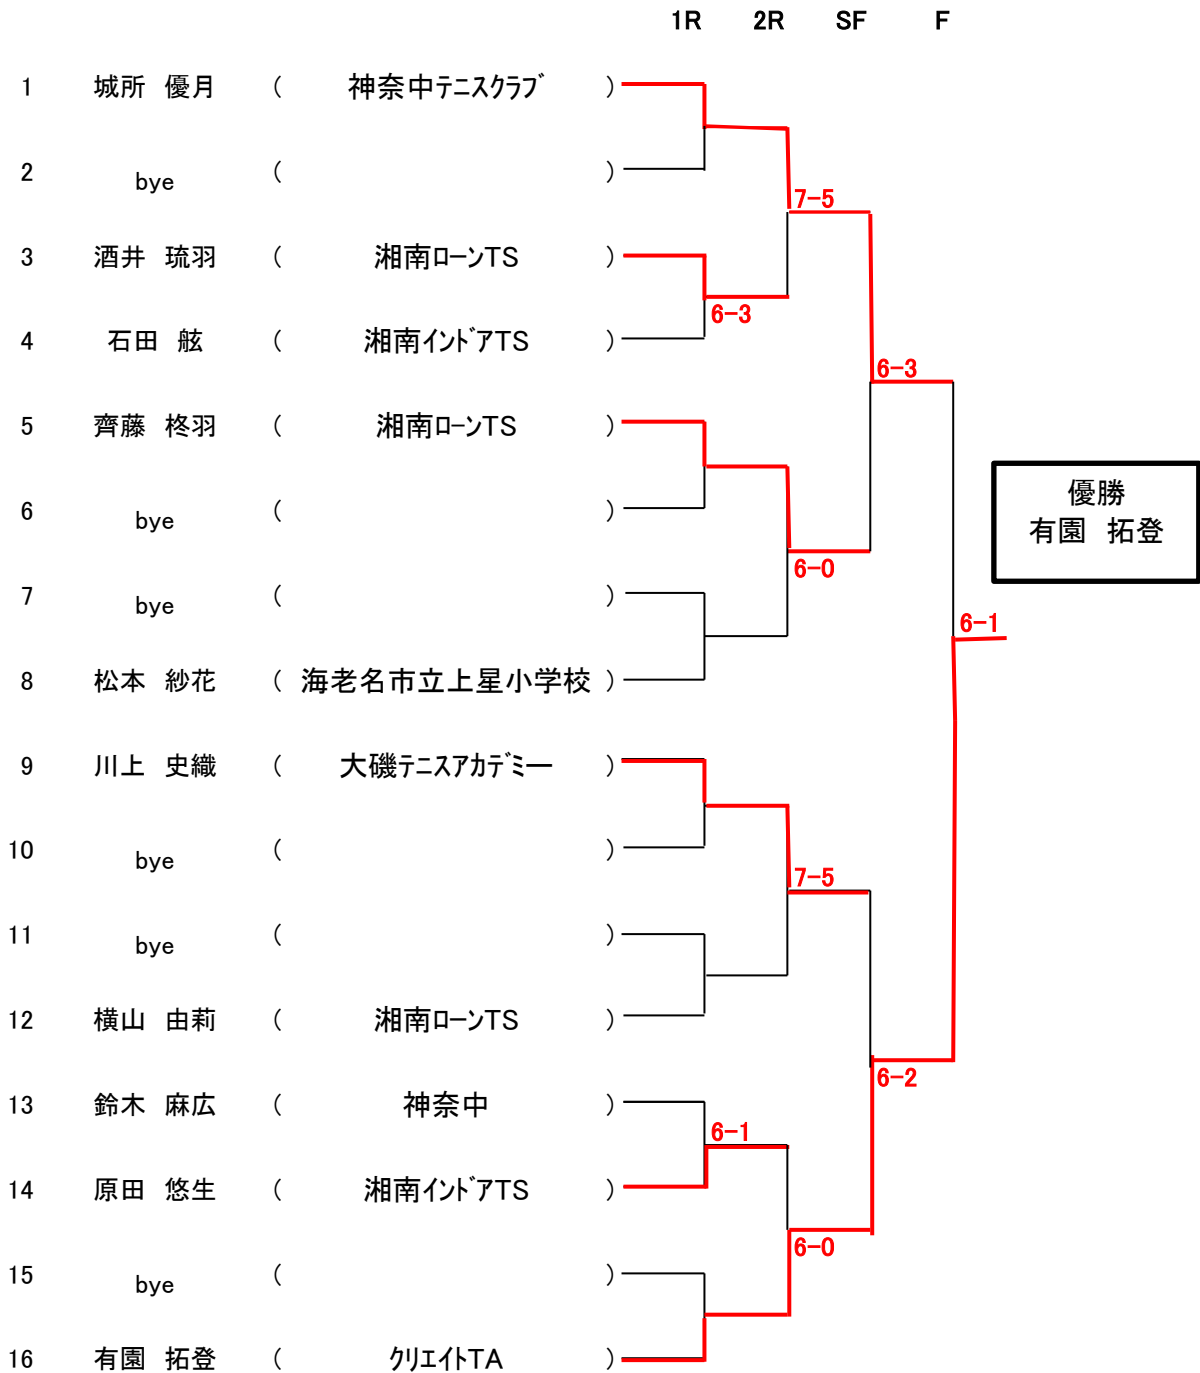 1R 2R SF F
1 城所 優月 ( 神奈中ﾃﾆｽｸﾗﾌﾞ )
2 bye ( )
7-5
3 酒井 琉羽 ( 湘南ﾛｰﾝTS )
6-3
4 石田 舷 ( 湘南ｲﾝﾄﾞｱTS )
6-3
5 齊藤 柊羽 ( 湘南ﾛｰﾝTS )
優勝
6 bye ( )
有園 拓登
6-0
7 bye ( )
6-1
8 松本 紗花 ( 海老名市立上星小学校 )
9 川上 史織 ( 大磯ﾃﾆｽｱｶﾃﾞﾐー )
10 bye ( )
7-5
11 bye ( )
12 横山 由莉 ( 湘南ﾛｰﾝTS )
6-2
13 鈴木 麻広 ( 神奈中 )
6-1
14 原田 悠生 ( 湘南ｲﾝﾄﾞｱTS )
6-0
15 bye ( )
16 有園 拓登 ( ｸﾘｴｲﾄTA )